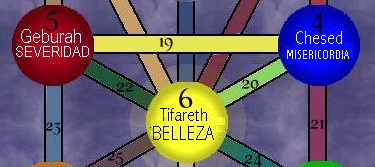 5
Geburah
SEVERIDAD
4
Chesed
MISERICORDIA
19
6
Tifareth
BELLEZA
22
20
23
21
25
24